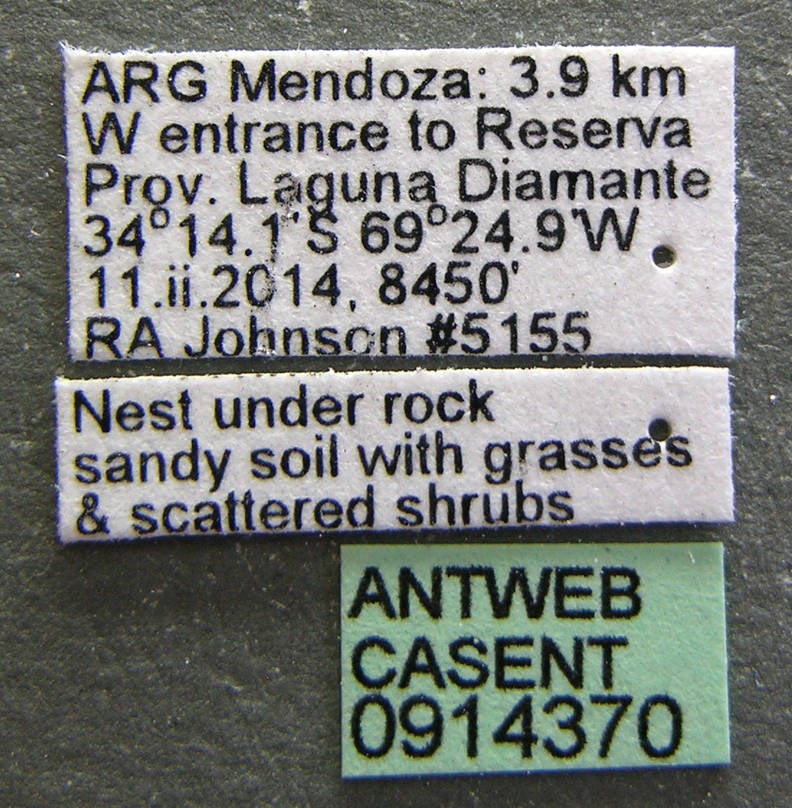 ARG Mendoza: 3.9 km
W entrance to Reserva
Prov. Laguna Diamante
34°14.1'S 69°24.9'W
11.ii.2014, 8450'
RA Johnson #5155
Nest under rock
sandy soil with grasses
& scattered shrubs
ANTWEB
CASENT
0914370